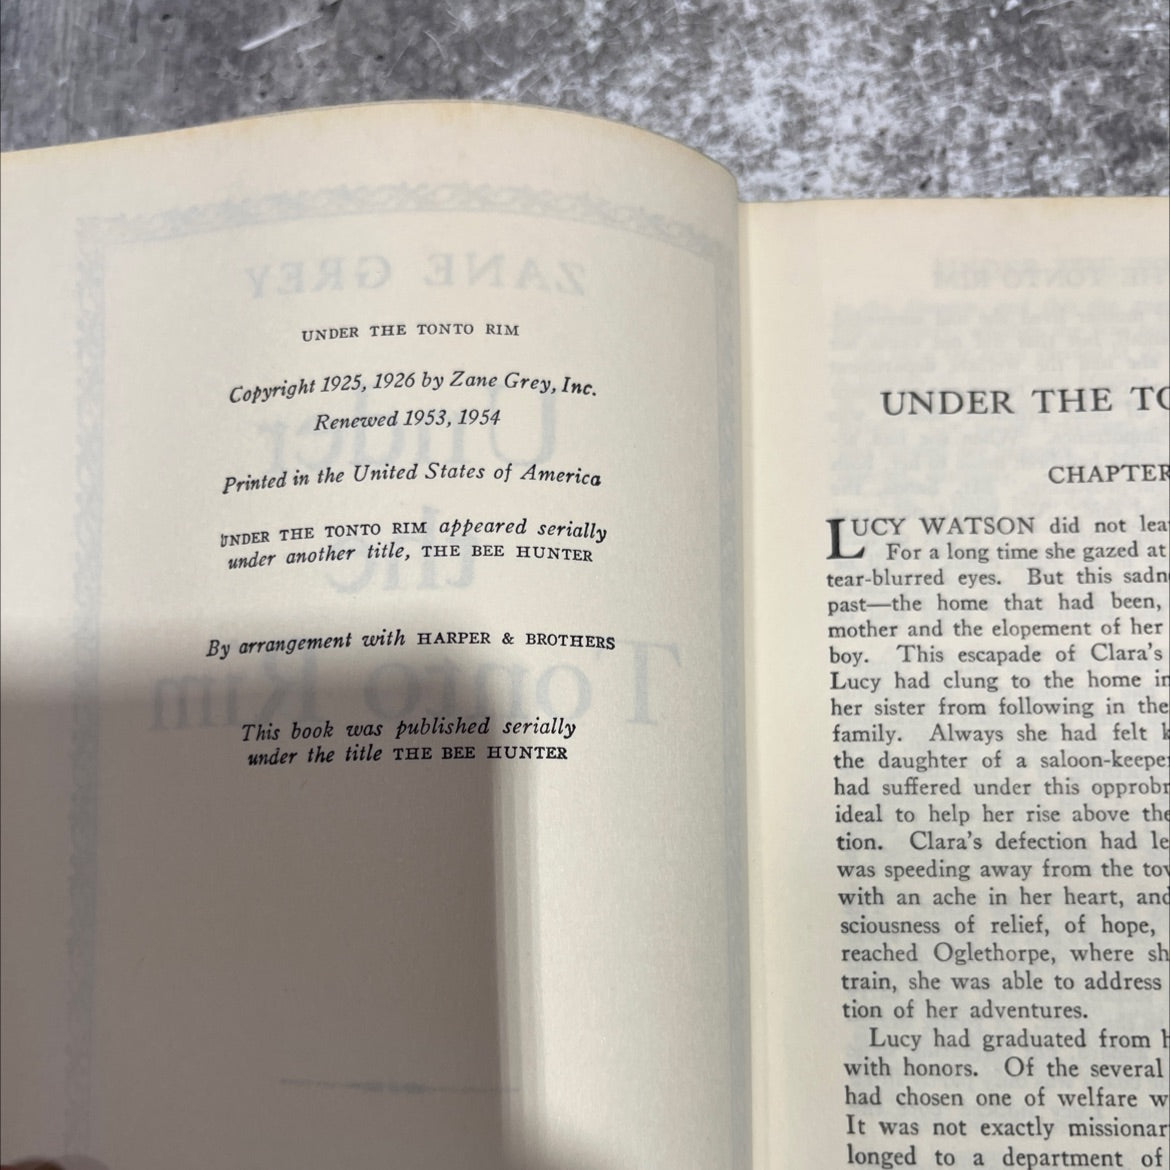 UNDER THE TONTO RIM
Copyright 1925, 1926 by Zane Grey, Inc.
Renewed 1953, 1954
Printed in the United States of America
UNDER THE TONTO RIM appeared serially
under another title, THE BEE HUNTER
By arrangement with HARPER & BROTHERS
This book was published serially
under the title THE BEE HUNTER
ZANE GREY
Under
the
Tonto Rim
UNDER THE TO
CHAPTER
LUCY WATSON did not lea
For a long time she gazed at
tear-blurred eyes. But this sadn
past—the home that had been,
mother and the elopement of her
boy. This escapade of Clara's
Lucy had clung to the home in
her sister from following in the
family. Always she had felt k
the daughter of a saloon-keeper
had suffered under this opprobr
ideal to help her rise above the
tion. Clara's defection had le
was speeding away from the tow
with an ache in her heart, and
sciousness of relief, of hope,
reached Oglethorpe, where sh
train, she was able to address
tion of her adventures.
Lucy had graduated from h
with honors. Of the several
had chosen one of welfare w
It was not exactly missionar
longed to a department of